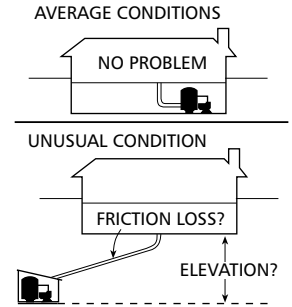 AVERAGE CONDITIONS
NO PROBLEM
UNUSUAL CONDITION
FRICTION LOSS?
ELEVATION?